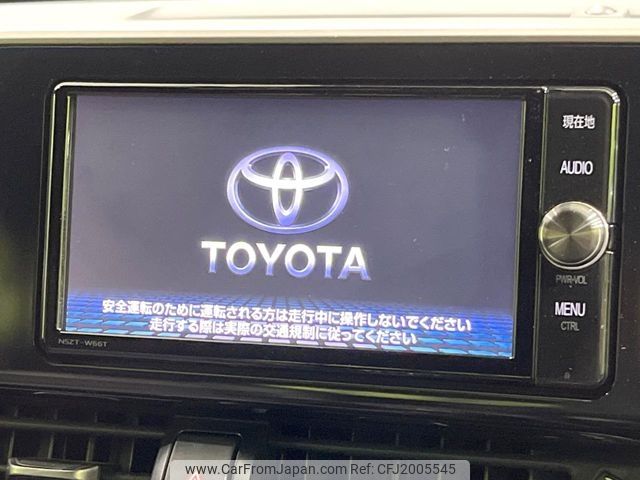 現在地
AUDIO
TOYOTA
PWR•VOL
安全運転のために運転される方は走行中に操作しないでください
走行する際は実際の交通規制に従ってください
MENU
CTRL
NSZT-W66T
www.CarFromJapan.com | Photo ID: CFJ2005545